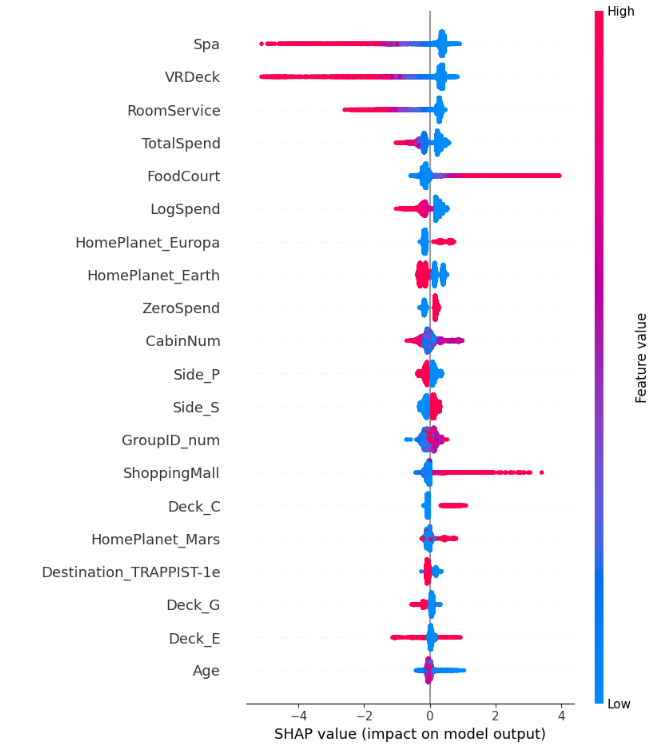 High
Spa
VRDeck
RoomService
TotalSpend
FoodCourt
LogSpend
HomePlanet_Europa
HomePlanet_Earth
ZeroSpend
CabinNum
Side_P
Side_S
GroupID_num
ShoppingMall
Deck_C
HomePlanet_Mars
Destination_TRAPPIST-1e
Deck_G
Deck_E
Age
Feature value
Low
−4 −2 0 2 4
SHAP value (impact on model output)